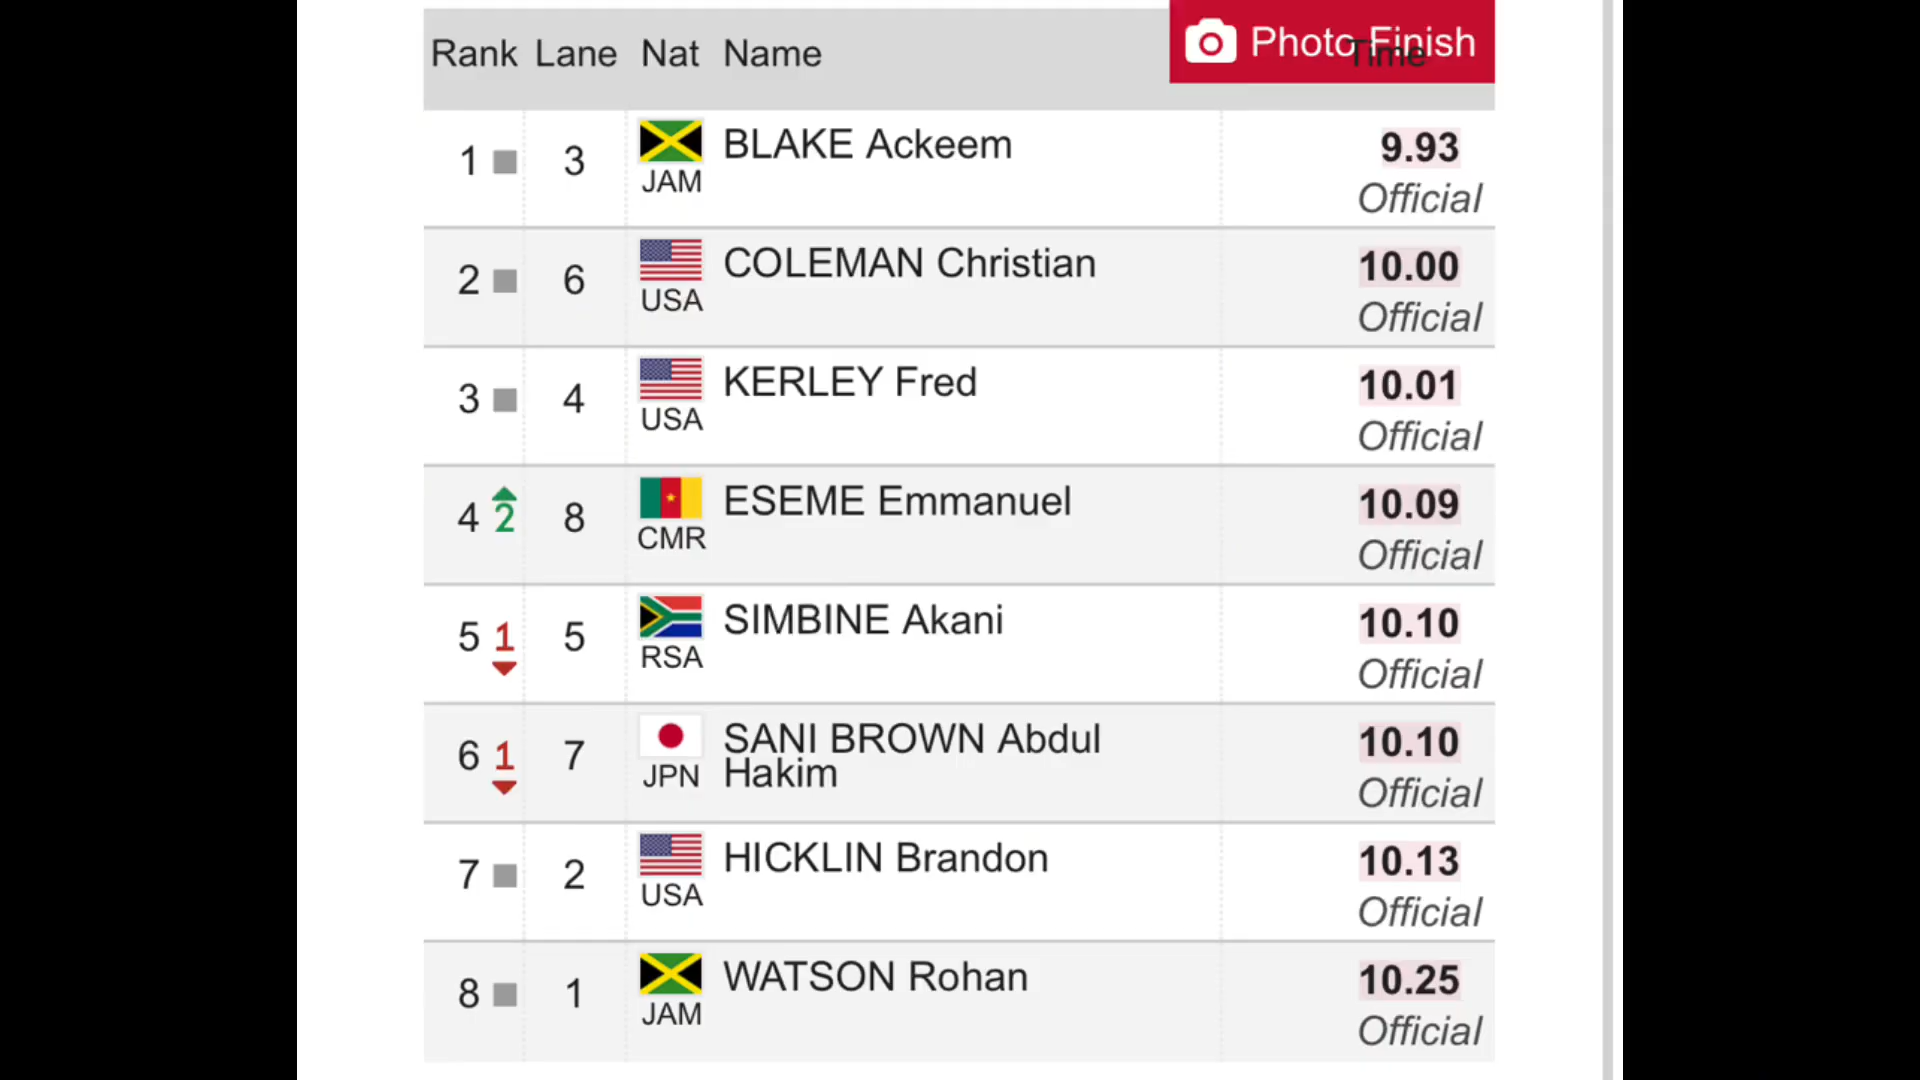 Photo Finish
Rank Lane Nat Name Time
1 3 BLAKE Ackeem 9.93
JAM Official
2 6 COLEMAN Christian 10.00
USA Official
3 4 KERLEY Fred 10.01
USA Official
4 2 8 ESEME Emmanuel 10.09
CMR Official
5 1 5 SIMBINE Akani 10.10
RSA Official
6 1 7 SANI BROWN Abdul 10.10
JPN Hakim Official
7 2 HICKLIN Brandon 10.13
USA Official
8 1 WATSON Rohan 10.25
JAM Official